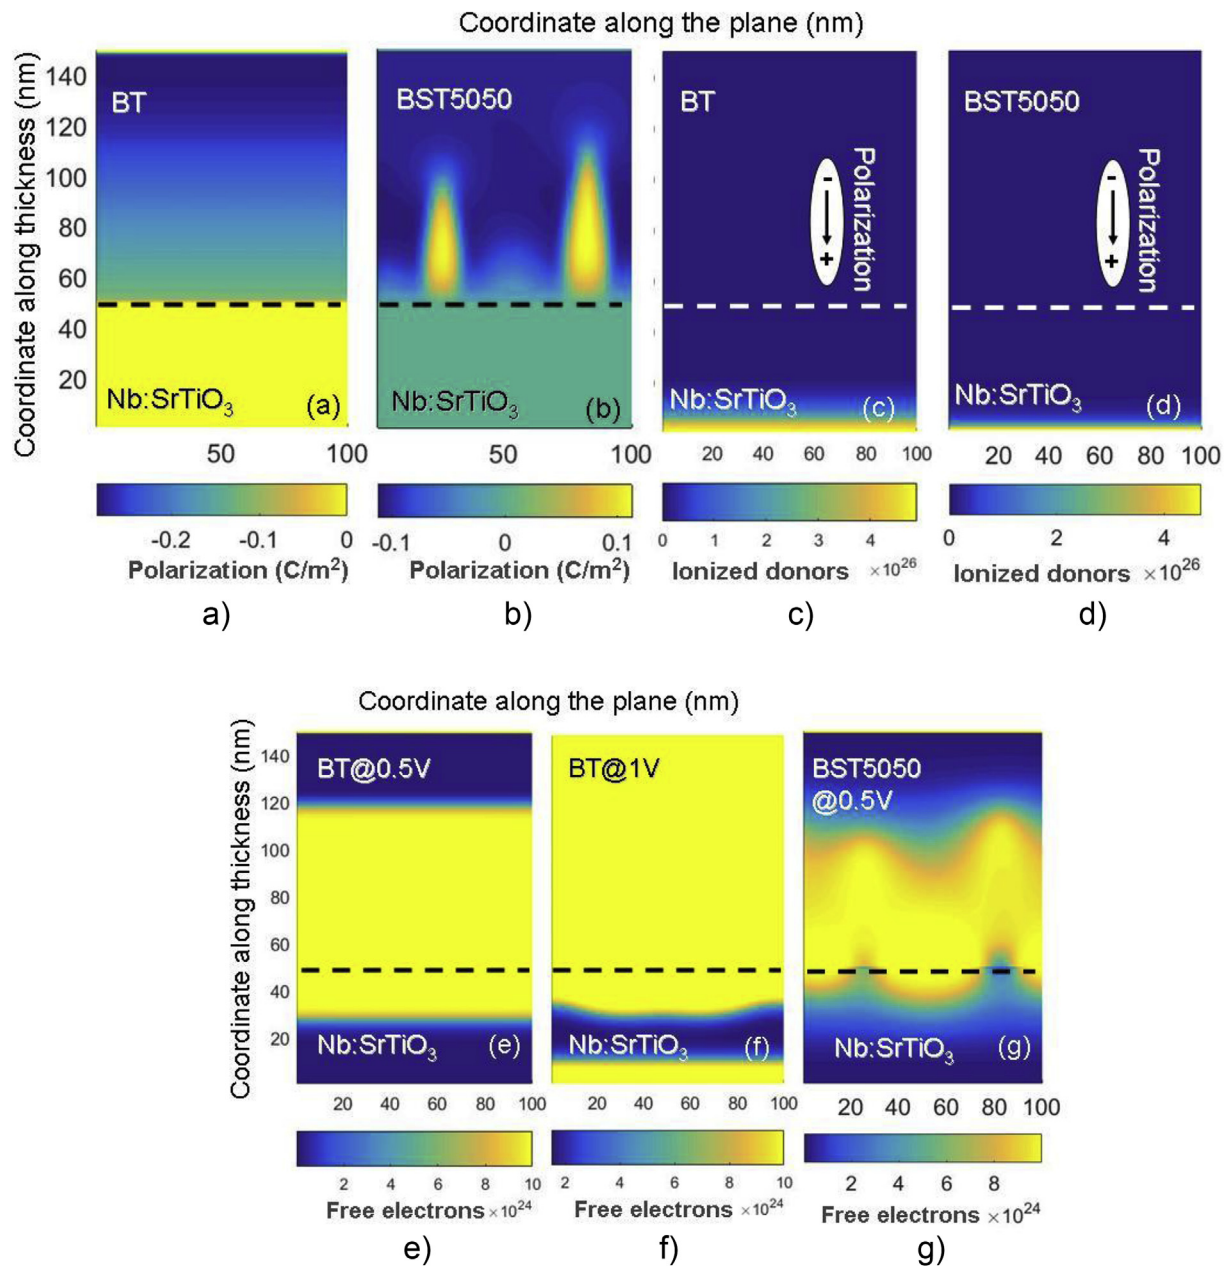 Coordinate along the plane (nm)
Coordinate along thickness (nm)
140
120
100
80
60
40
20
BT
Nb:SrTiO3
(a)
50
100
-0.2
-0.1
0
Polarization (C/m2)
a)
BST5050
Nb:SrTiO3
(b)
50
100
-0.1
0
0.1
Polarization (C/m2)
b)
BT
Polarization
-
+
Nb:SrTiO3
(c)
20
40
60
80
100
0
1
2
3
4
Ionized donors ×10^26
c)
BST5050
Polarization
-
+
Nb:SrTiO3
(d)
20
40
60
80
100
0
2
4
Ionized donors ×10^26
d)
Coordinate along the plane (nm)
Coordinate along thickness (nm)
140
120
100
80
60
40
20
BT@0.5V
Nb:SrTiO3
(e)
20
40
60
80
100
2
4
6
8
10
Free electrons ×10^24
e)
BT@1V
Nb:SrTiO3
(f)
20
40
60
80
100
2
4
6
8
10
Free electrons ×10^24
f)
BST5050
@0.5V
Nb:SrTiO3
(g)
20
40
60
80
100
2
4
6
8
Free electrons ×10^24
g)